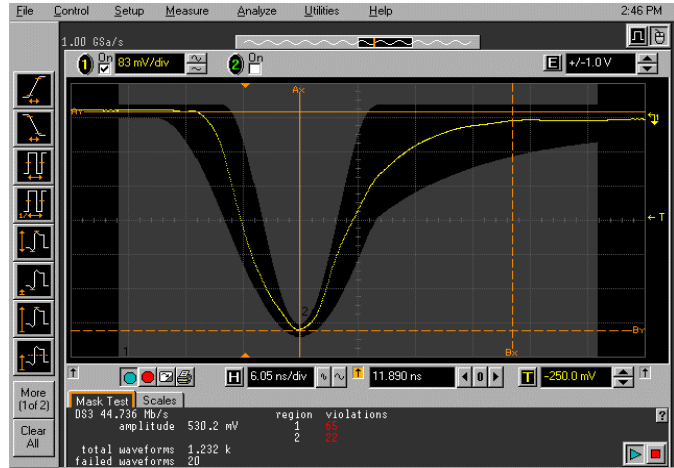 File Control Setup Measure Analyze Utilities Help 2:46 PM
1.00 GSa/s
1 On 83 mV/div 2 On E +/-1.0 V
Ax
Ay
T
2
By
1
Bx
H 6.05 ns/div 11.890 ns 0 T -250.0 mV
More
(1of 2)
Clear
All
Mask Test Scales
DS3 44.736 Mb/s region violations ?
amplitude 530.2 mV 1 65
2 22
total waveforms 1.232 k
failed waveforms 20